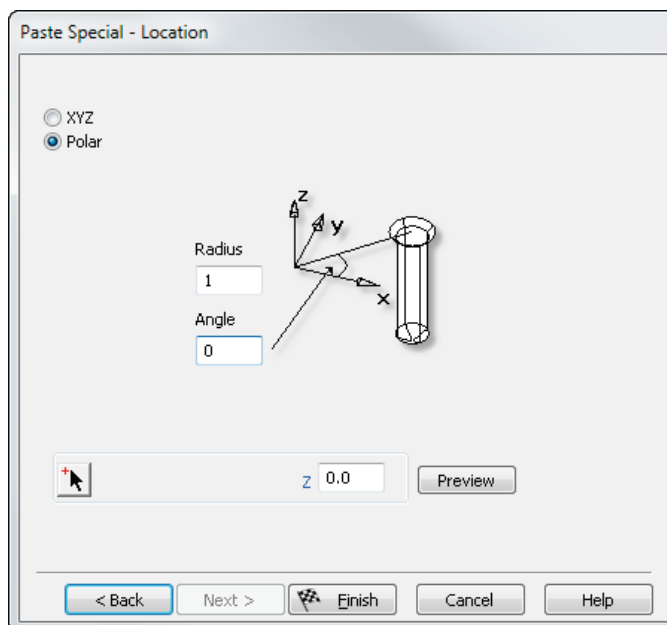 Paste Special - Location
XYZ
Polar
z
y
x
Radius
1
Angle
0
Z 0.0 Preview
< Back Next > Finish Cancel Help